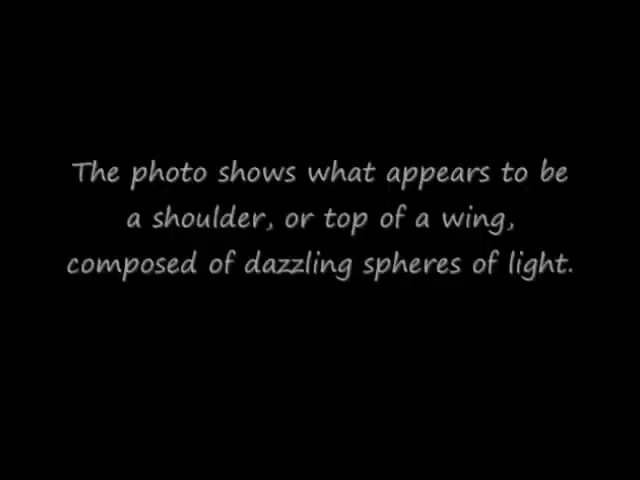 The photo shows what appears to be
a shoulder, or top of a wing,
composed of dazzling spheres of light.